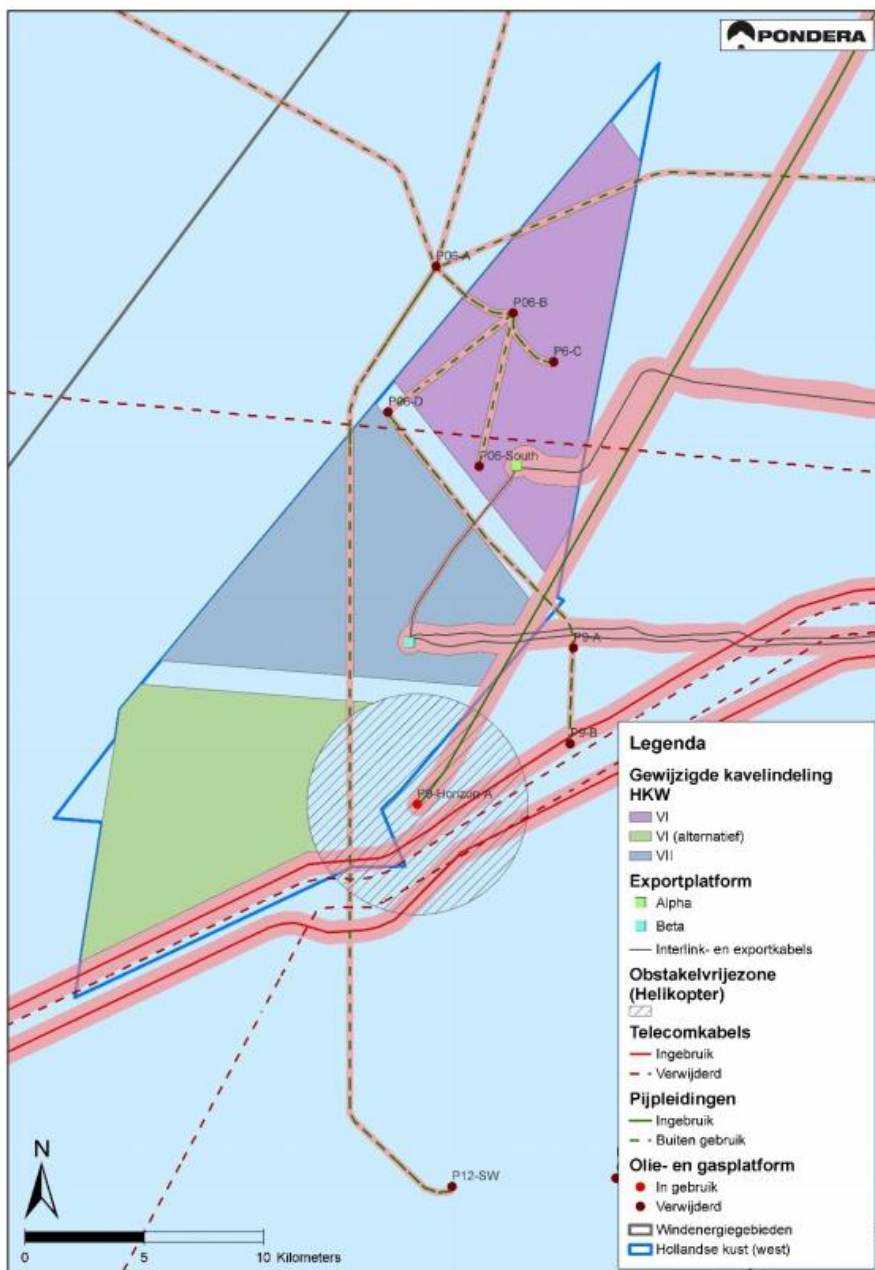 PONDERA
P06-A
P06-B
P6-C
P06-D
P06-South
P9-A
P9-B
P9-Horizon-A
P12-SW
Legenda
Gewijzigde kavelindeling
HKW
VI
VI (alternatief)
VII
Exportplatform
Alpha
Beta
Interlink- en exportkabels
Obstakelvrijezone
(Helikopter)
Telecomkabels
Ingebruik
Verwijderd
Pijpleidingen
Ingebruik
Buiten gebruik
Olie- en gasplatform
In gebruik
Verwijderd
Windenergiegebieden
Hollandse kust (west)
N
0 5 10 Kilometers